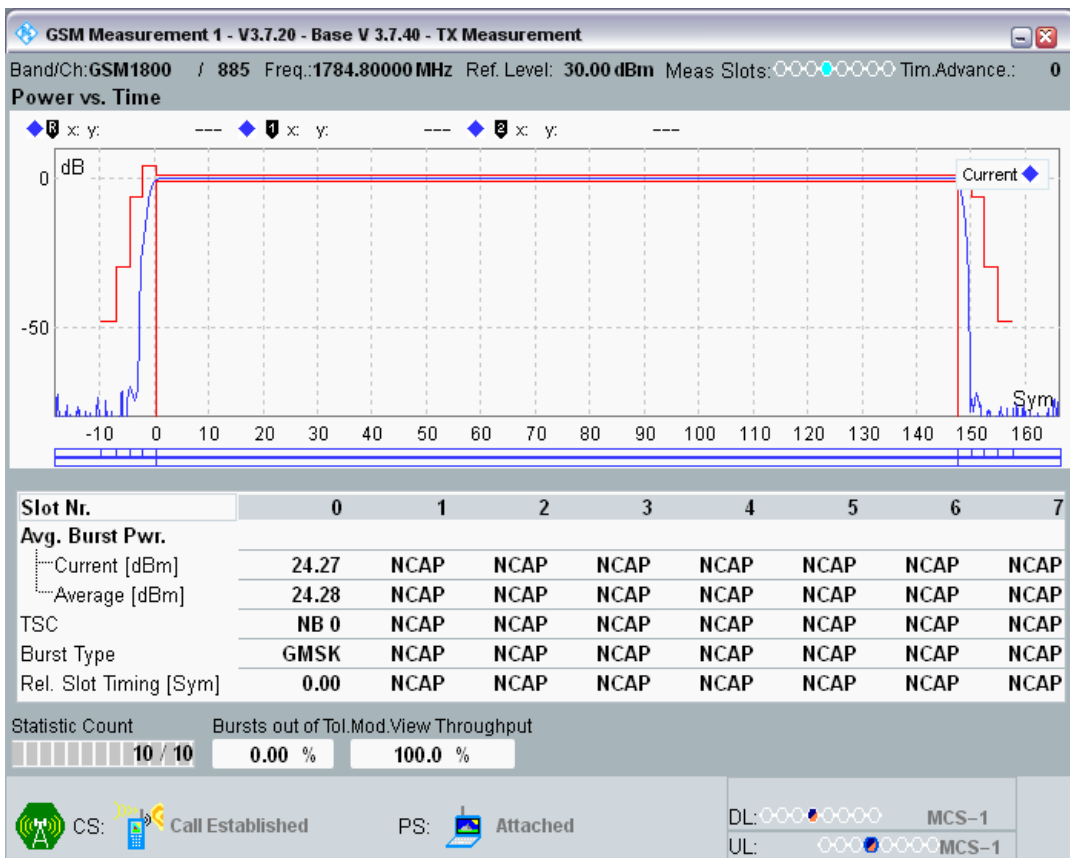 GSM Measurement 1 - V3.7.20 - Base V 3.7.40 - TX Measurement
Band/Ch:GSM1800 / 885 Freq.:1784.80000 MHz Ref. Level: 30.00 dBm Meas Slots: Tim.Advance.: 0
Power vs. Time
R x: y: --- 1 x: y: --- 2 x: y: ---
dB
Current
0
-50
Sym
-10 0 10 20 30 40 50 60 70 80 90 100 110 120 130 140 150 160
Slot Nr. 0 1 2 3 4 5 6 7
Avg. Burst Pwr.
Current [dBm] 24.27 NCAP NCAP NCAP NCAP NCAP NCAP NCAP
Average [dBm] 24.28 NCAP NCAP NCAP NCAP NCAP NCAP NCAP
TSC NB 0 NCAP NCAP NCAP NCAP NCAP NCAP NCAP
Burst Type GMSK NCAP NCAP NCAP NCAP NCAP NCAP NCAP
Rel. Slot Timing [Sym] 0.00 NCAP NCAP NCAP NCAP NCAP NCAP NCAP
Statistic Count Bursts out of Tol.Mod.View Throughput
10 / 10 0.00 % 100.0 %
CS: Call Established PS: Attached
DL: MCS-1
UL: MCS-1